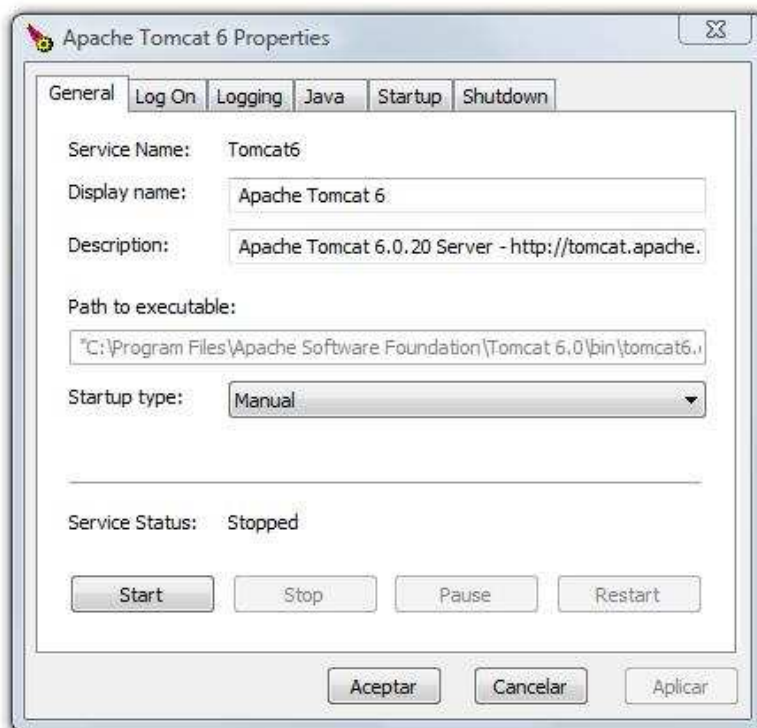 Apache Tomcat 6 Properties
General Log On Logging Java Startup Shutdown
Service Name: Tomcat6
Display name: Apache Tomcat 6
Description: Apache Tomcat 6.0.20 Server - http://tomcat.apache.
Path to executable:
"C:\Program Files\Apache Software Foundation\Tomcat 6.0\bin\tomcat6.
Startup type: Manual
Service Status: Stopped
Start Stop Pause Restart
Aceptar Cancelar Aplicar